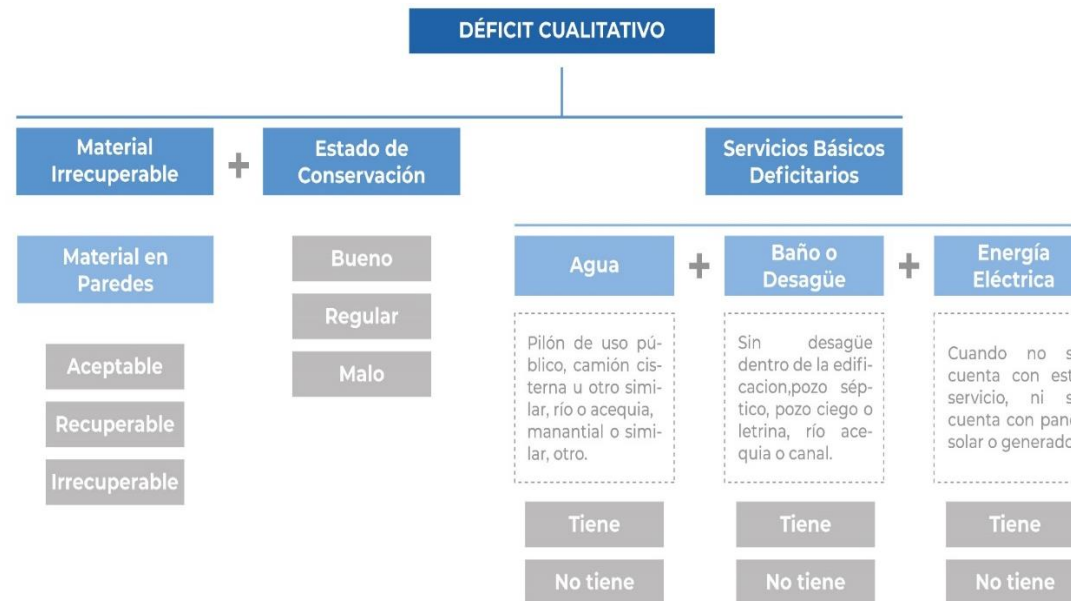 DÉFICIT CUALITATIVO
Material
Irrecuperable
+
Estado de
Conservación
Servicios Básicos
Deficitarios
Material en
Paredes
Aceptable
Recuperable
Irrecuperable
Bueno
Regular
Malo
Agua
+
Baño o
Desagüe
+
Energía
Eléctrica
Pilón de uso pú-
blico, camión cis-
terna u otro simi-
lar, río o acequia,
manantial o simi-
lar, otro.
Sin desagüe
dentro de la edifi-
cacion,pozo sép-
tico, pozo ciego o
letrina, río ace-
quia o canal.
Cuando no
cuenta con
servicio, ni
cuenta con
solar o
Tiene
Tiene
Tiene
No tiene
No tiene
No tiene